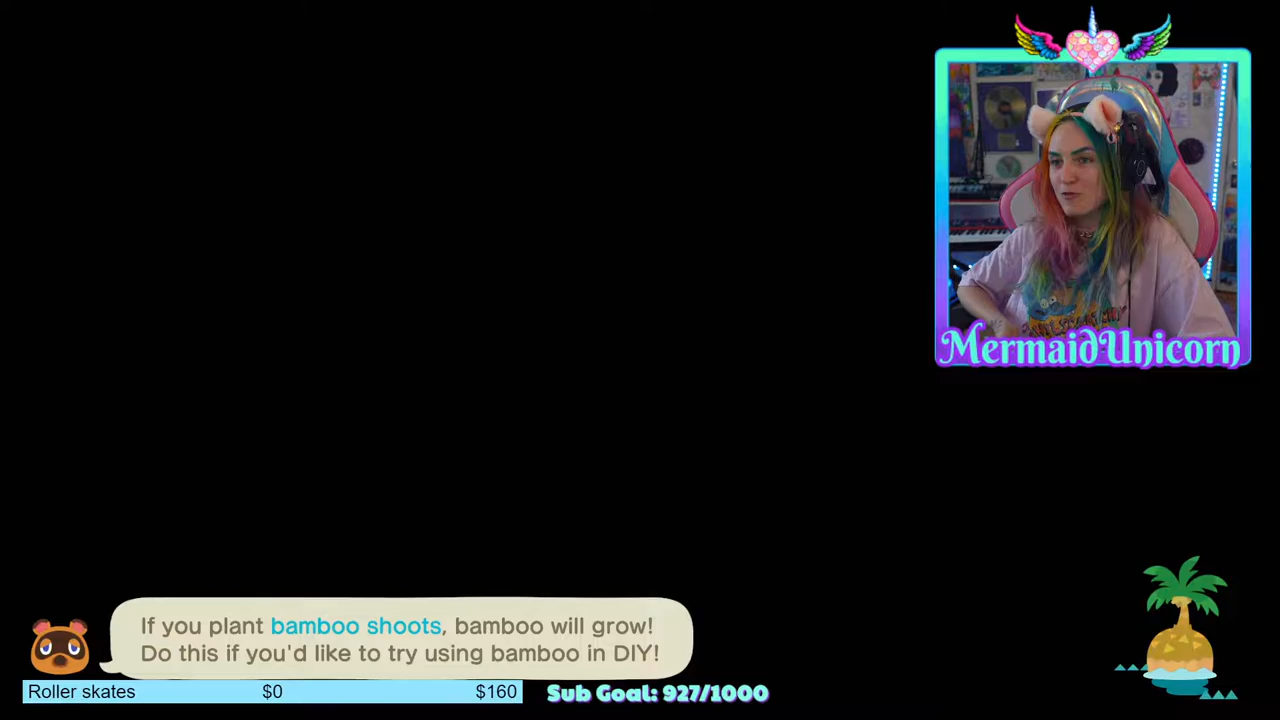 MermaidUnicorn
If you plant bamboo shoots, bamboo will grow!
Do this if you'd like to try using bamboo in DIY!
Roller skates $0 $160
Sub Goal: 927/1000